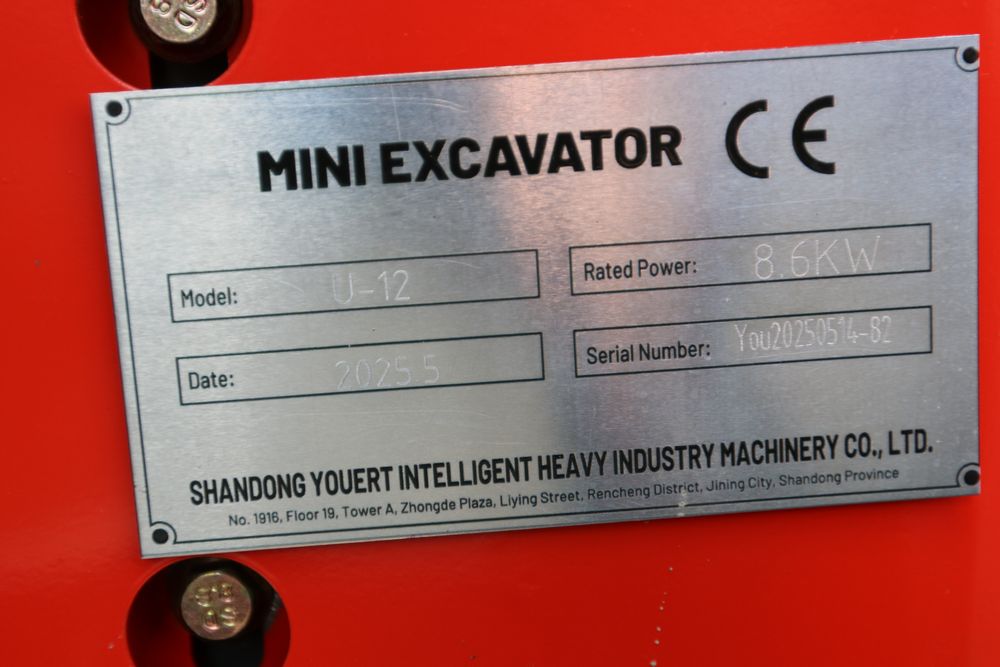 MINI EXCAVATOR CE
Model: U-12
Rated Power: 8.6KW
Date: 2025 5
Serial Number: You20250514-82
SHANDONG YOUERT INTELLIGENT HEAVY INDUSTRY MACHINERY CO., LTD.
No. 1916, Floor 19, Tower A, Zhongde Plaza, Liying Street, Rencheng District, Jining City, Shandong Province